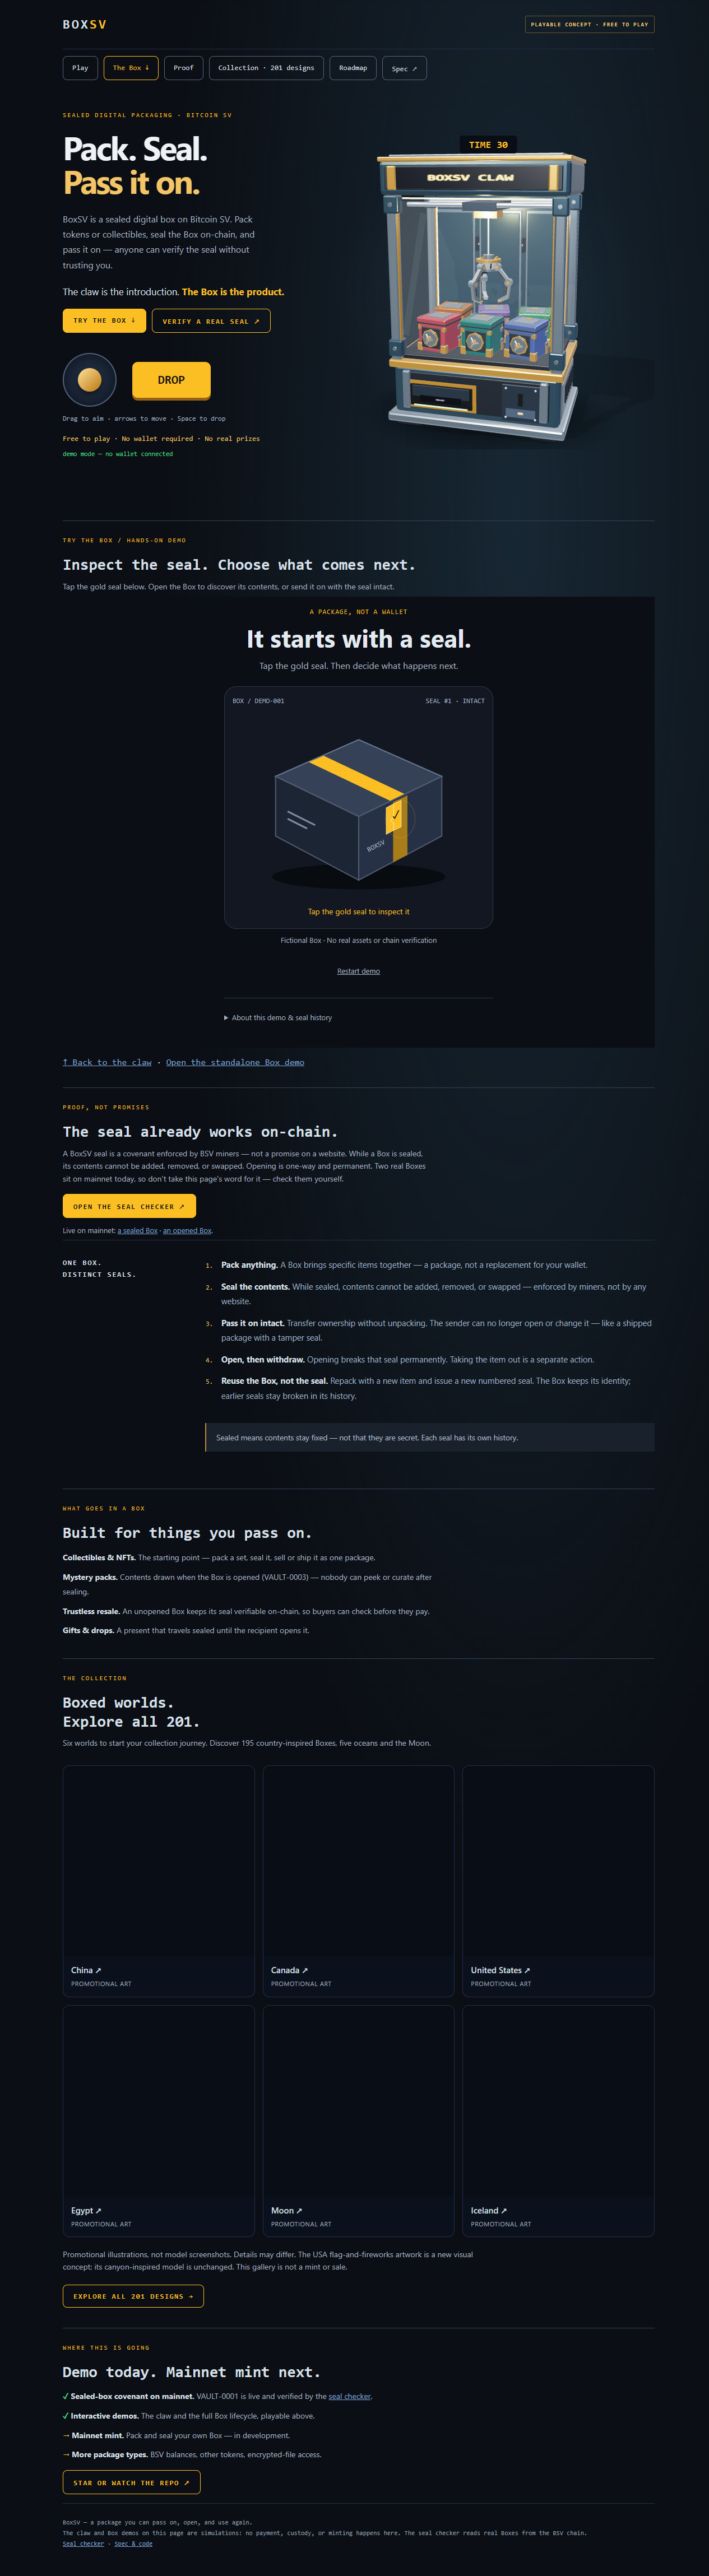 BOXSV
PLAYABLE CONCEPT · FREE TO PLAY
Play
The Box ↓
Proof
Collection · 201 designs
Roadmap
Spec ↗
SEALED DIGITAL PACKAGING · BITCOIN SV
Pack. Seal.
Pass it on.
BoxSV is a sealed digital box on Bitcoin SV. Pack
tokens or collectibles, seal the Box on-chain, and
pass it on — anyone can verify the seal without
trusting you.
The claw is the introduction. The Box is the product.
TRY THE BOX ↓
VERIFY A REAL SEAL ↗
DROP
Drag to aim · arrows to move · Space to drop
Free to play · No wallet required · No real prizes
demo mode — no wallet connected
TIME 30
BOXSV CLAW
TRY THE BOX / HANDS-ON DEMO
Inspect the seal. Choose what comes next.
Tap the gold seal below. Open the Box to discover its contents, or send it on with the seal intact.
A PACKAGE, NOT A WALLET
It starts with a seal.
Tap the gold seal. Then decide what happens next.
BOX / DEMO-001
SEAL #1 · INTACT
✓
BOXSV
Tap the gold seal to inspect it
Fictional Box · No real assets or chain verification
Restart demo
▶ About this demo & seal history
↑ Back to the claw · Open the standalone Box demo
PROOF, NOT PROMISES
The seal already works on-chain.
A BoxSV seal is a covenant enforced by BSV miners — not a promise on a website. While a Box is sealed,
its contents cannot be added, removed, or swapped. Opening is one-way and permanent. Two real Boxes
sit on mainnet today, so don't take this page's word for it — check them yourself.
OPEN THE SEAL CHECKER ↗
Live on mainnet: a sealed Box · an opened Box.
ONE BOX.
DISTINCT SEALS.
1. Pack anything. A Box brings specific items together — a package, not a replacement for your wallet.
2. Seal the contents. While sealed, contents cannot be added, removed, or swapped — enforced by miners, not by any
website.
3. Pass it on intact. Transfer ownership without unpacking. The sender can no longer open or change it — like a shipped
package with a tamper seal.
4. Open, then withdraw. Opening breaks that seal permanently. Taking the item out is a separate action.
5. Reuse the Box, not the seal. Repack with a new item and issue a new numbered seal. The Box keeps its identity;
earlier seals stay broken in its history.
Sealed means contents stay fixed — not that they are secret. Each seal has its own history.
WHAT GOES IN A BOX
Built for things you pass on.
Collectibles & NFTs. The starting point — pack a set, seal it, sell or ship it as one package.
Mystery packs. Contents drawn when the Box is opened (VAULT-0003) — nobody can peek or curate after
sealing.
Trustless resale. An unopened Box keeps its seal verifiable on-chain, so buyers can check before they pay.
Gifts & drops. A present that travels sealed until the recipient opens it.
THE COLLECTION
Boxed worlds.
Explore all 201.
Six worlds to start your collection journey. Discover 195 country-inspired Boxes, five oceans and the Moon.
China ↗
PROMOTIONAL ART
Canada ↗
PROMOTIONAL ART
United States ↗
PROMOTIONAL ART
Egypt ↗
PROMOTIONAL ART
Moon ↗
PROMOTIONAL ART
Iceland ↗
PROMOTIONAL ART
Promotional illustrations, not model screenshots. Details may differ. The USA flag-and-fireworks artwork is a new visual
concept; its canyon-inspired model is unchanged. This gallery is not a mint or sale.
EXPLORE ALL 201 DESIGNS →
WHERE THIS IS GOING
Demo today. Mainnet mint next.
✓ Sealed-box covenant on mainnet. VAULT-0001 is live and verified by the seal checker.
✓ Interactive demos. The claw and the full Box lifecycle, playable above.
→ Mainnet mint. Pack and seal your own Box — in development.
→ More package types. BSV balances, other tokens, encrypted-file access.
STAR OR WATCH THE REPO ↗
BoxSV — a package you can pass on, open, and use again.
The claw and Box demos on this page are simulations: no payment, custody, or minting happens here. The seal checker reads real Boxes from the BSV chain.
Seal checker · Spec & code